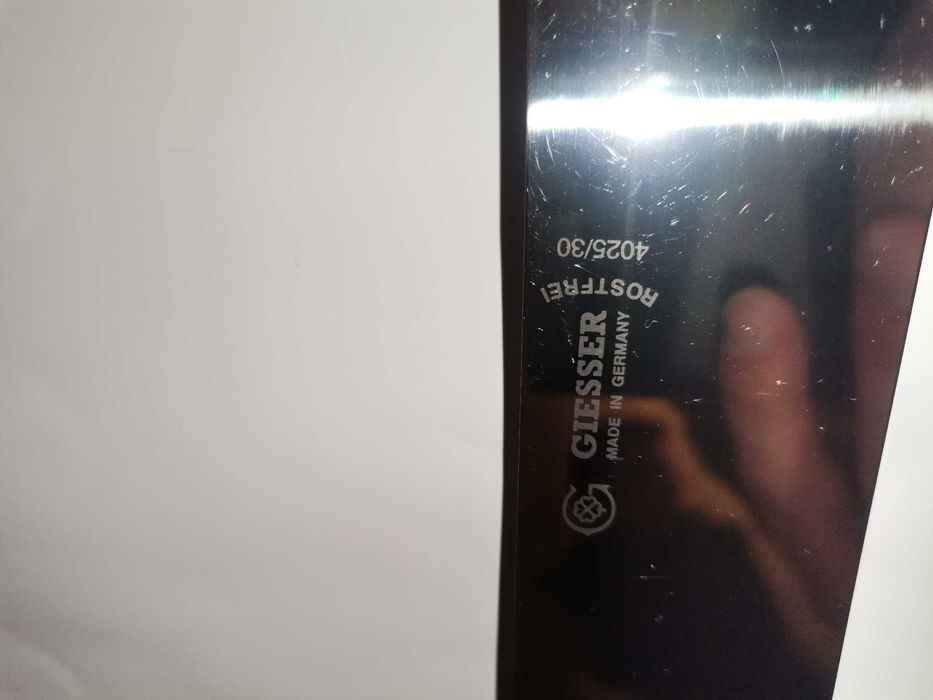 GIESSER
MADE IN GERMANY
ROSTFREI
4025/30